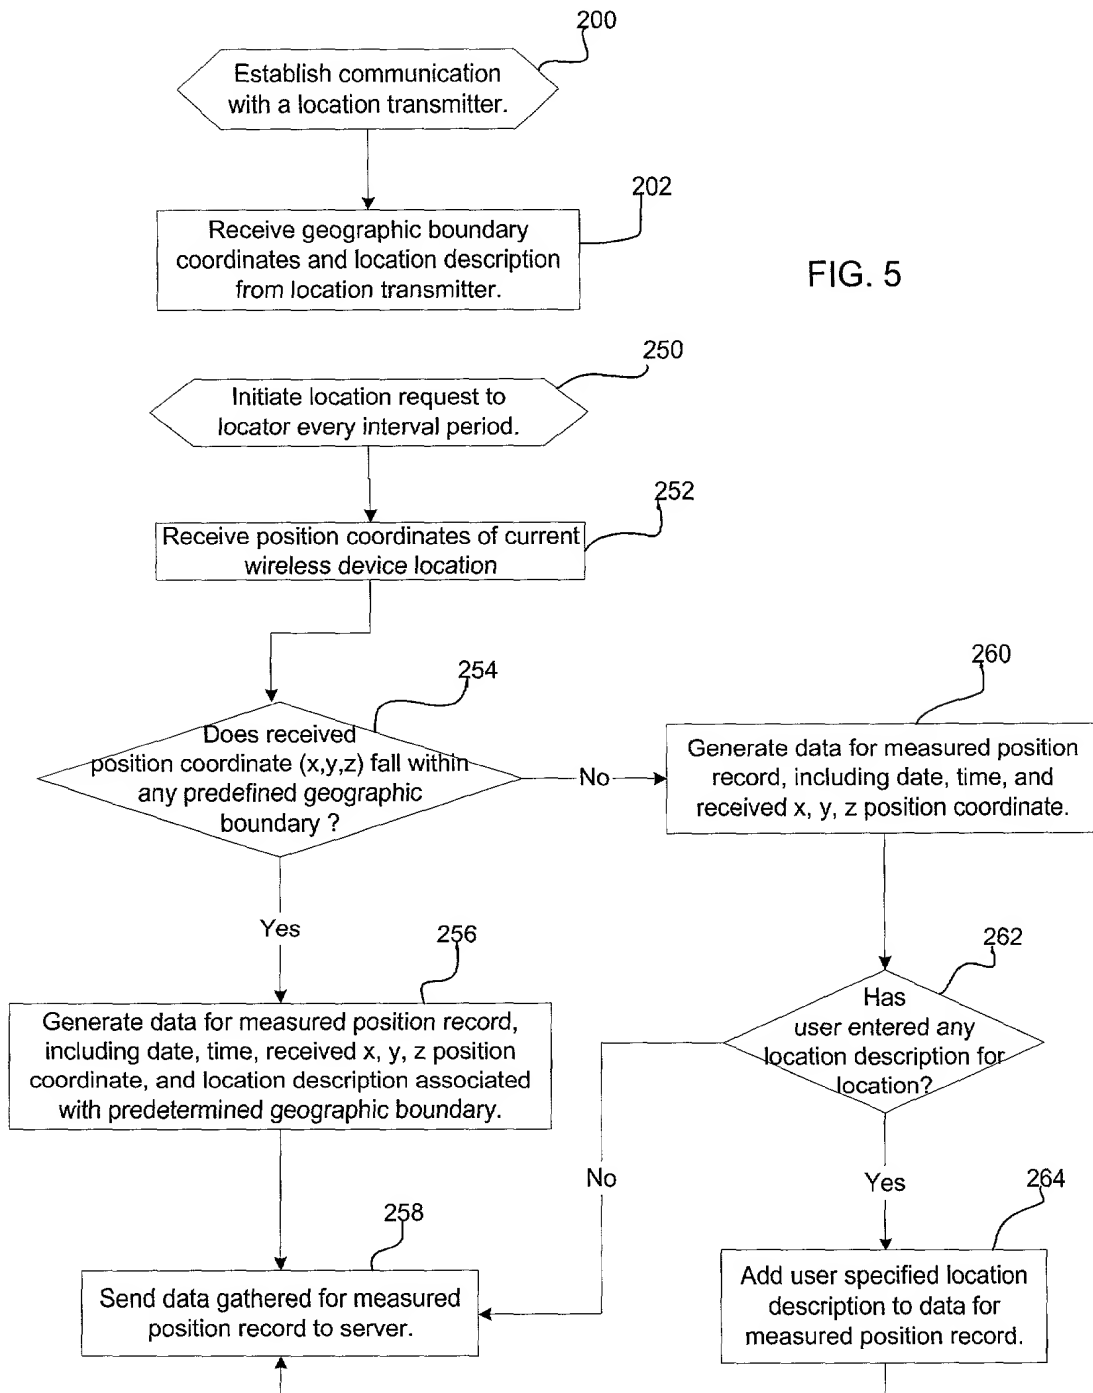 200
Establish communication
with a location transmitter.
202
Receive geographic boundary
coordinates and location description
from location transmitter.
FIG. 5
250
Initiate location request to
locator every interval period.
252
Receive position coordinates of current
wireless device location
254
Does received
position coordinate (x,y,z) fall within
any predefined geographic
boundary ?
No
260
Generate data for measured position
record, including date, time, and
received x, y, z position coordinate.
Yes
256
Generate data for measured position record,
including date, time, received x, y, z position
coordinate, and location description associated
with predetermined geographic boundary.
262
Has
user entered any
location description for
location?
No
Yes
258
Send data gathered for measured
position record to server.
264
Add user specified location
description to data for
measured position record.